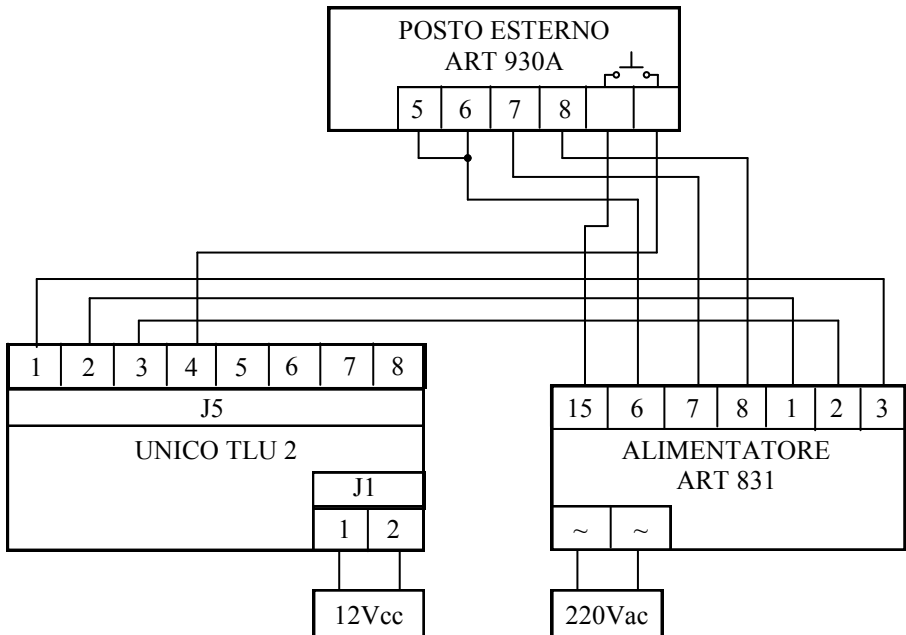 POSTO ESTERNO
ART 930A
5 6 7 8
1 2 3 4 5 6 7 8
J5
UNICO TLU 2
J1
1 2
12Vcc
15 6 7 8 1 2 3
ALIMENTATORE
ART 831
~ ~
220Vac